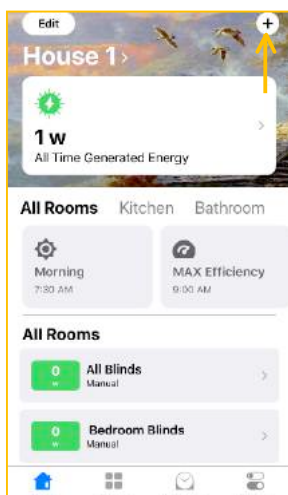 Edit
+
House 1 >
1 w
All Time Generated Energy
All Rooms Kitchen Bathroom
Morning
7:30 AM
MAX Efficiency
9:00 AM
All Rooms
0
w
All Blinds
Manual
0
w
Bedroom Blinds
Manual